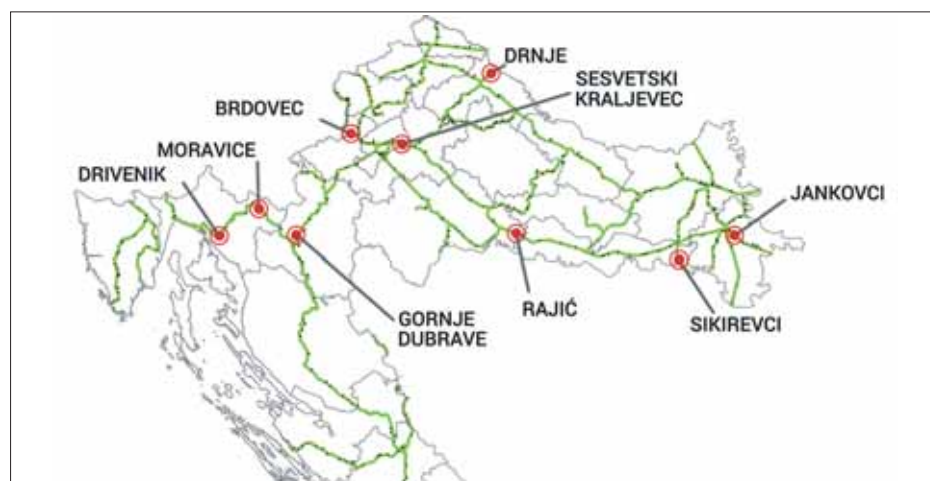 DRNJE
SESVETSKI
KRALJEVEC
BRDOVEC
MORAVICE
DRIVENIK
JANKOVCI
RAJIĆ
GORNJE
DUBRAVE
SIKIREVCI